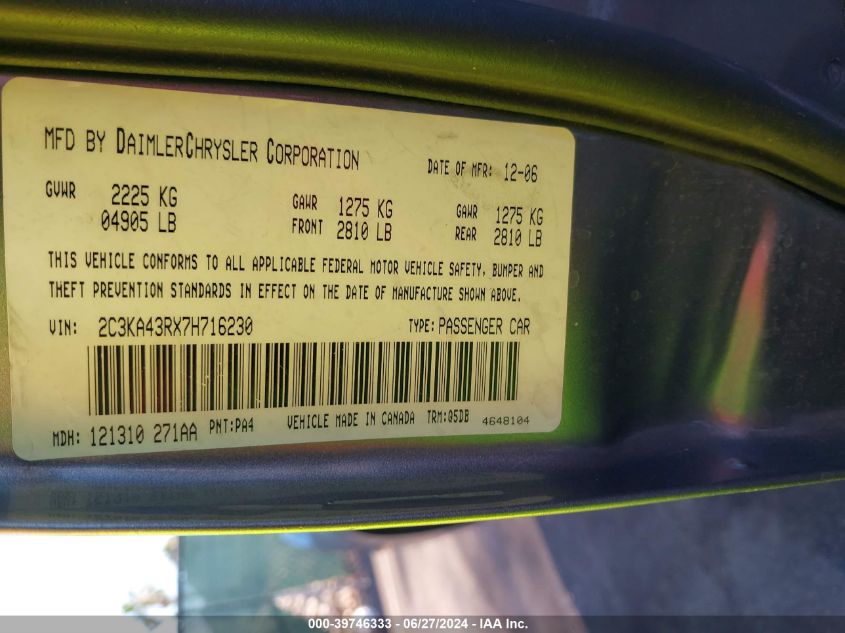 MFD BY DAIMLERCHRYSLER CORPORATION DATE OF MFR: 12-06
GVWR 2225 KG GAWR 1275 KG GAWR 1275 KG
04905 LB FRONT 2810 LB REAR 2810 LB
THIS VEHICLE CONFORMS TO ALL APPLICABLE FEDERAL MOTOR VEHICLE SAFETY, BUMPER AND
THEFT PREVENTION STANDARDS IN EFFECT ON THE DATE OF MANUFACTURE SHOWN ABOVE.
VIN: 2C3KA43RX7H716230 TYPE: PASSENGER CAR
MDH: 121310 271AA PNT:PA4 VEHICLE MADE IN CANADA TRM:Q5DB 4648104
000-39746333 - 06/27/2024 - IAA Inc.